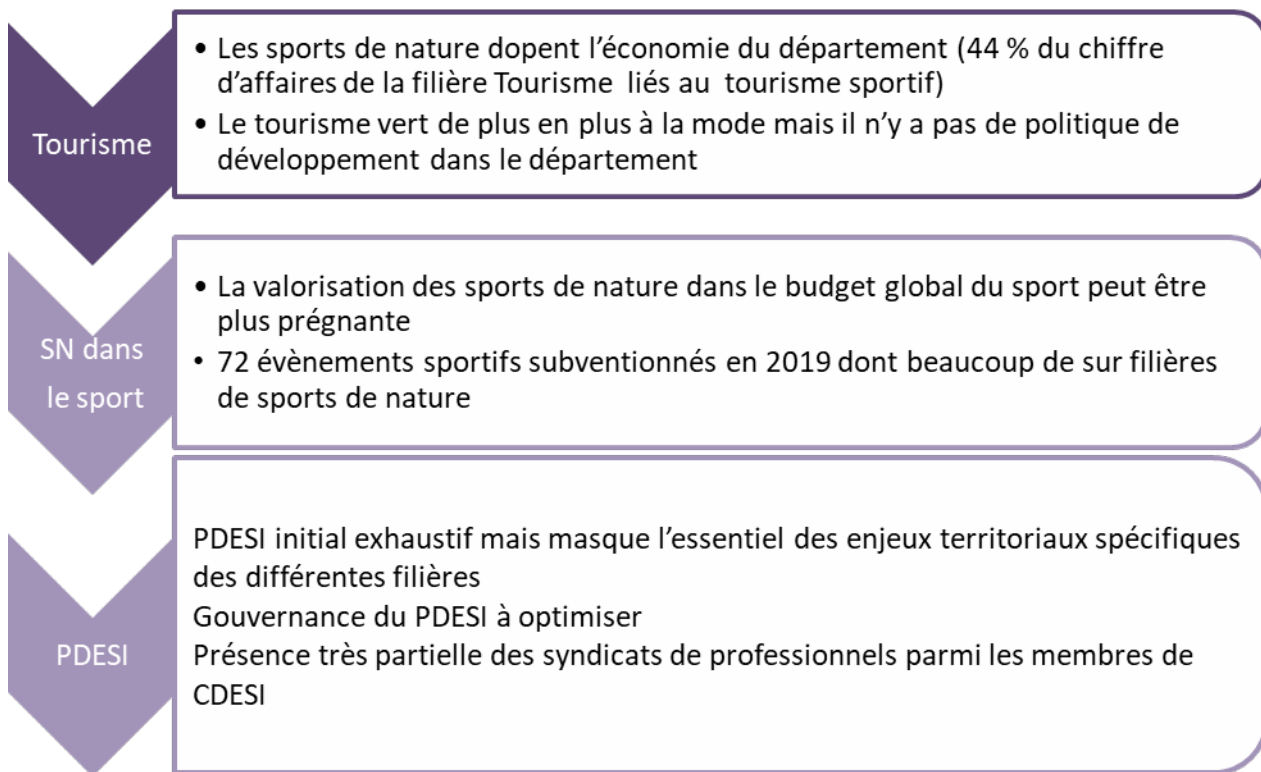 Tourisme
• Les sports de nature dopent l’économie du département (44 % du chiffre
d’affaires de la filière Tourisme liés au tourisme sportif)
• Le tourisme vert de plus en plus à la mode mais il n’y a pas de politique de
développement dans le département
SN dans
le sport
• La valorisation des sports de nature dans le budget global du sport peut être
plus prégnante
• 72 évènements sportifs subventionnés en 2019 dont beaucoup de sur filières
de sports de nature
PDESI
PDESI initial exhaustif mais masque l’essentiel des enjeux territoriaux spécifiques
des différentes filières
Gouvernance du PDESI à optimiser
Présence très partielle des syndicats de professionnels parmi les membres de
CDESI